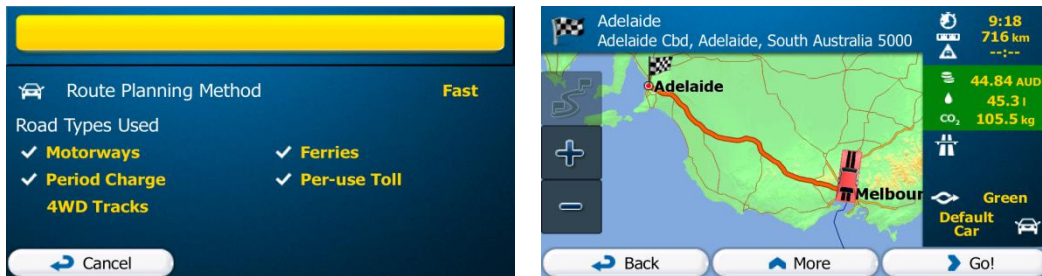 Route Planning Method Fast
Road Types Used
Motorways Ferries
Period Charge Per-use Toll
4WD Tracks
Cancel
Adelaide
Adelaide Cbd, Adelaide, South Australia 5000
9:18
716 km
--:--
44.84 AUD
45.3 l
CO2 105.5 kg
Adelaide
Melbour
Green
Default
Car
Back More Go!